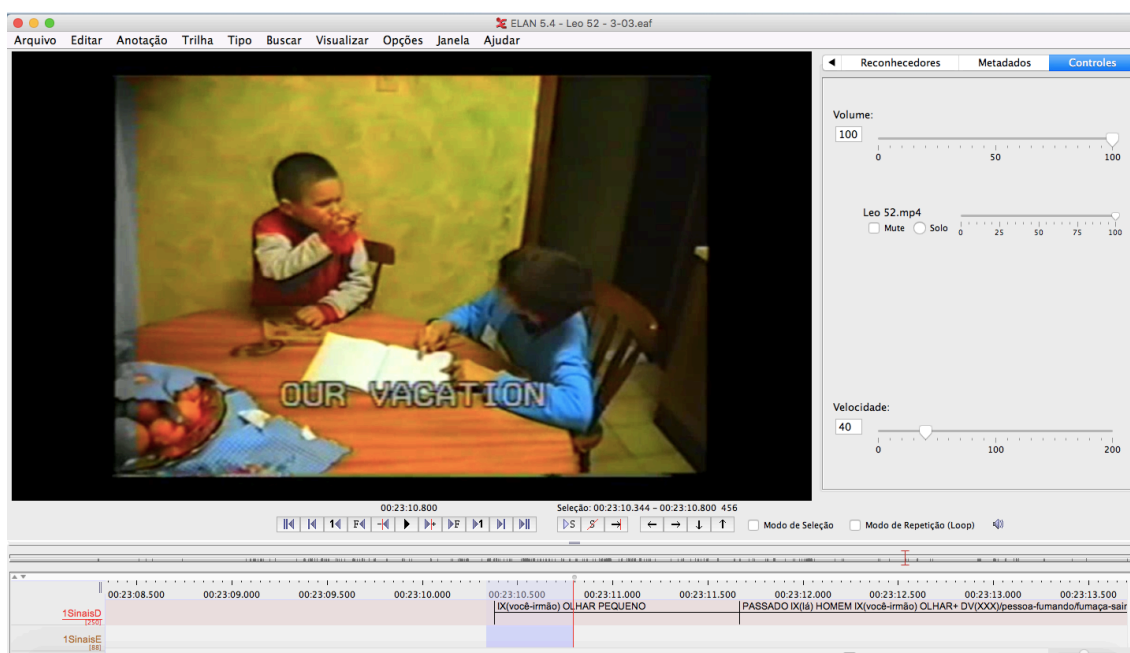 ELAN 5.4 - Leo 52 - 3-03.eaf
Arquivo Editar Anotação Trilha Tipo Buscar Visualizar Opções Janela Ajudar
Reconhecedores Metadados Controles
Volume:
100
0 50 100
Leo 52.mp4
Mute Solo
0 25 50 75 100
OUR VACATION
Velocidade:
40
0 100 200
00:23:10.800 Seleção: 00:23:10.344 - 00:23:10.800 456
1 F +  F 1 S S Modo de Seleção Modo de Repetição (Loop)
00:23:08.500 00:23:09.000 00:23:09.500 00:23:10.000 00:23:10.500 00:23:11.000 00:23:11.500 00:23:12.000 00:23:12.500 00:23:13.000 00:23:13.500
1SinaisD IX(você-irmão) OLHAR PEQUENO PASSADO IX(lá) HOMEM IX(você-irmão) OLHAR+ DV(XXX)/pessoa-fumando/fumaça-sair
[250]
1SinaisE
[88]